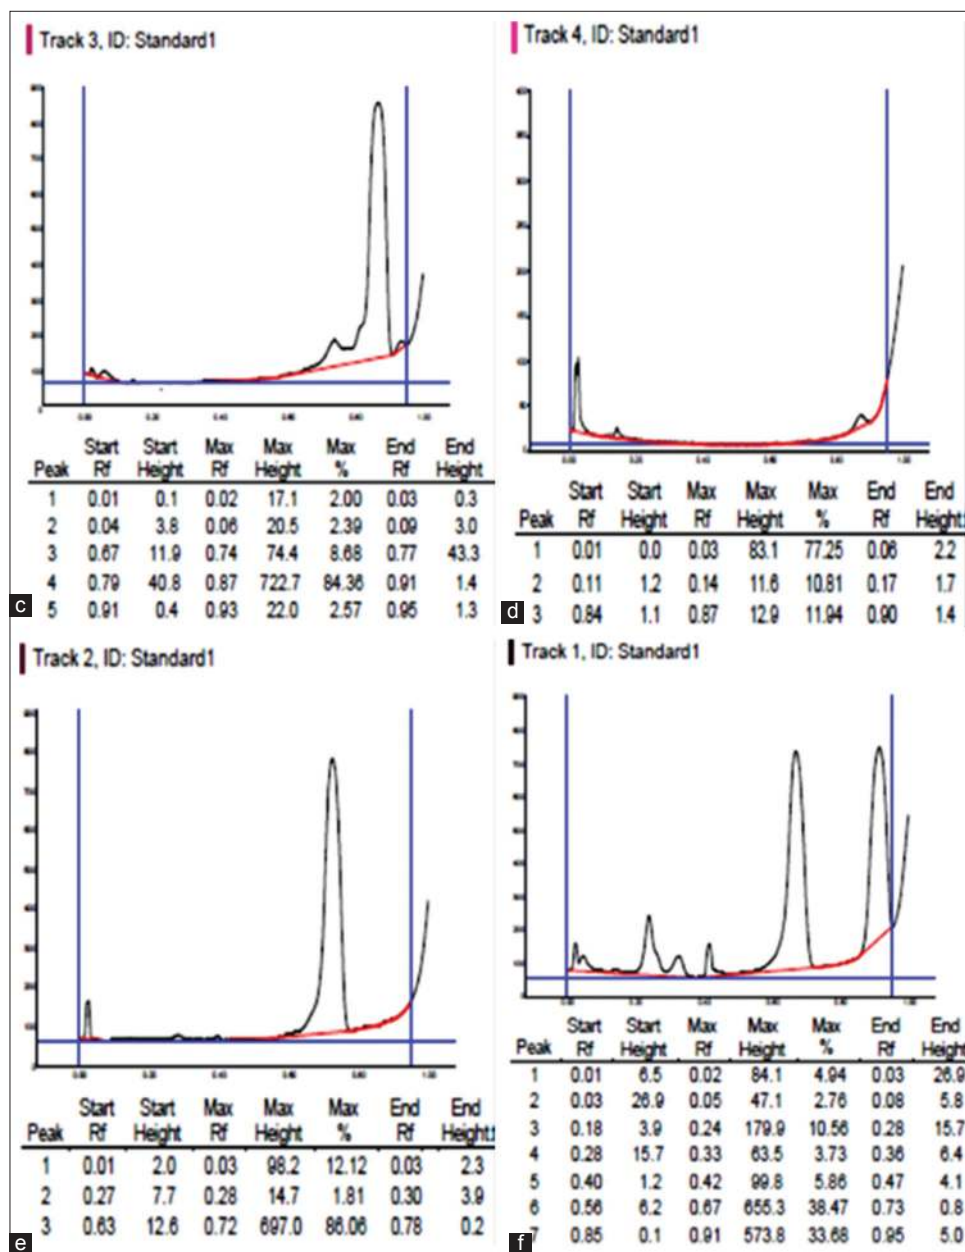 Track 3, ID: Standard1
Peak Start Rf Start Height Max Rf Max Height Max % End Rf End Height
1 0.01 0.1 0.02 17.1 2.00 0.03 0.3
2 0.04 3.8 0.06 20.5 2.39 0.09 3.0
3 0.67 11.9 0.74 74.4 8.68 0.77 43.3
4 0.79 40.8 0.87 722.7 84.36 0.91 1.4
5 0.91 0.4 0.93 22.0 2.57 0.95 1.3
c
Track 4, ID: Standard1
Peak Start Rf Start Height Max Rf Max Height Max % End Rf End Height
1 0.01 0.0 0.03 83.1 77.25 0.06 2.2
2 0.11 1.2 0.14 11.6 10.81 0.17 1.7
3 0.84 1.1 0.87 12.9 11.94 0.90 1.4
d
Track 2, ID: Standard1
Peak Start Rf Start Height Max Rf Max Height Max % End Rf End Height
1 0.01 2.0 0.03 98.2 12.12 0.03 2.3
2 0.27 7.7 0.28 14.7 1.81 0.30 3.9
3 0.63 12.6 0.72 697.0 86.06 0.78 0.2
e
Track 1, ID: Standard1
Peak Start Rf Start Height Max Rf Max Height Max % End Rf End Height
1 0.01 6.5 0.02 84.1 4.94 0.03 26.9
2 0.03 26.9 0.05 47.1 2.76 0.08 5.8
3 0.18 3.9 0.24 179.9 10.56 0.28 15.7
4 0.28 15.7 0.33 63.5 3.73 0.36 6.4
5 0.40 1.2 0.42 99.8 5.86 0.47 4.1
6 0.56 6.2 0.67 655.3 38.47 0.73 0.8
7 0.85 0.1 0.91 573.8 33.68 0.95 5.0
f